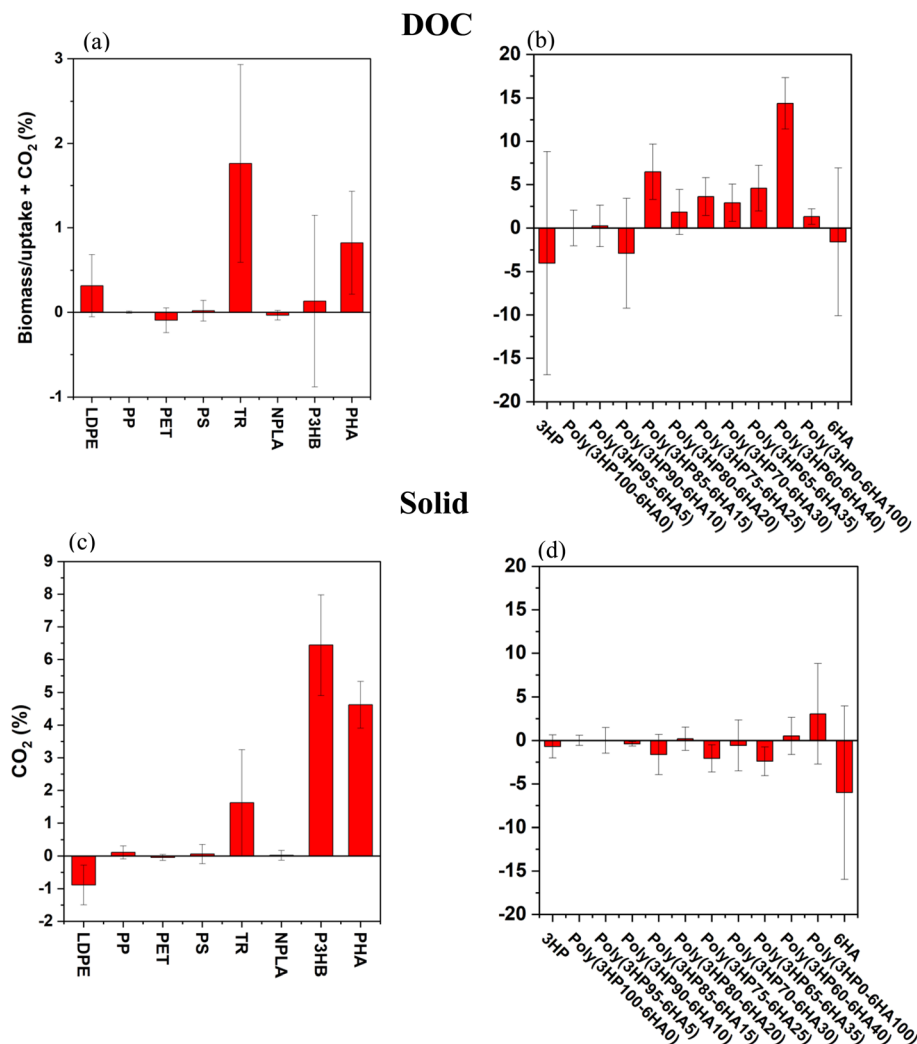 DOC
(a)
Biomass/uptake + CO₂ (%)
3
2
1
0
-1
LDPE
PP
PET
PS
TR
NPLA
P3HB
PHA
(b)
20
15
10
5
0
-5
-10
-15
-20
3HP
Poly(3HP100-6HA0)
Poly(3HP95-6HA5)
Poly(3HP90-6HA10)
Poly(3HP85-6HA15)
Poly(3HP80-6HA20)
Poly(3HP75-6HA25)
Poly(3HP70-6HA30)
Poly(3HP65-6HA35)
Poly(3HP60-6HA40)
Poly(3HP0-6HA100)
6HA
Solid
(c)
CO₂ (%)
9
8
7
6
5
4
3
2
1
0
-1
-2
LDPE
PP
PET
PS
TR
NPLA
P3HB
PHA
(d)
20
15
10
5
0
-5
-10
-15
-20
3HP
Poly(3HP100-6HA0)
Poly(3HP95-6HA5)
Poly(3HP90-6HA10)
Poly(3HP85-6HA15)
Poly(3HP80-6HA20)
Poly(3HP75-6HA25)
Poly(3HP70-6HA30)
Poly(3HP65-6HA35)
Poly(3HP60-6HA40)
Poly(3HP0-6HA100)
6HA